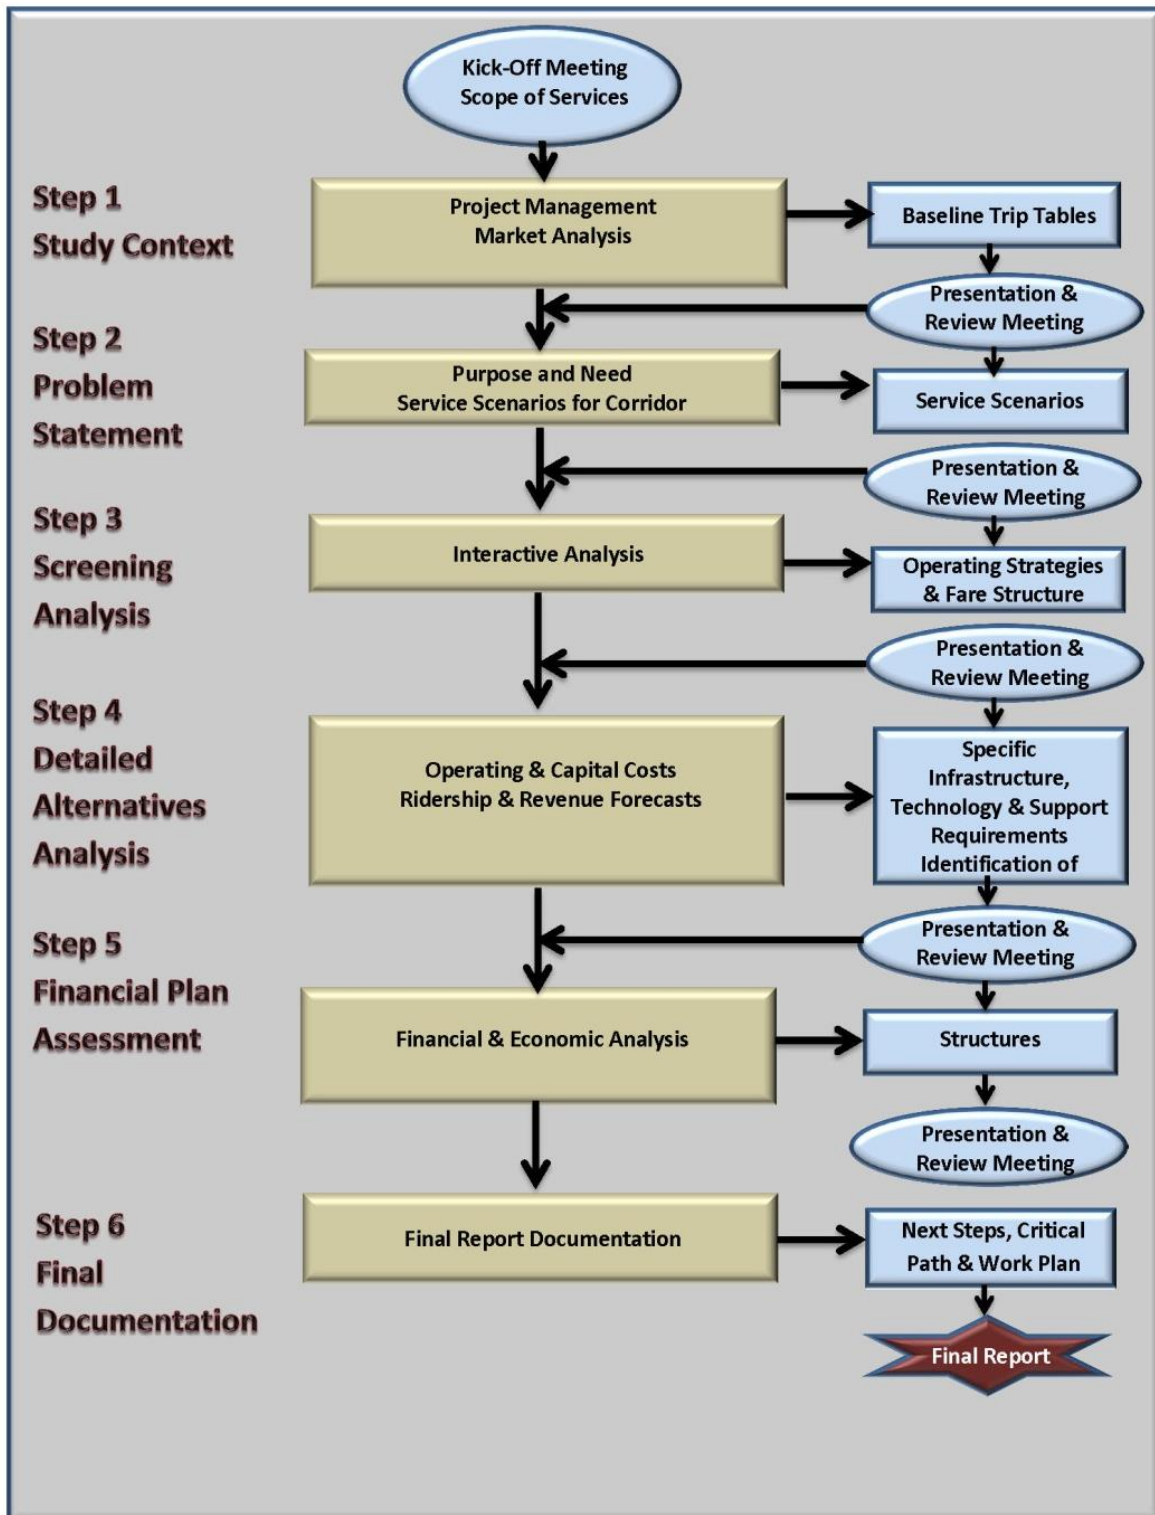 Kick-Off Meeting
Scope of Services
Step 1
Study Context
Project Management
Market Analysis
Baseline Trip Tables
Presentation &
Review Meeting
Step 2
Problem
Statement
Purpose and Need
Service Scenarios for Corridor
Service Scenarios
Presentation &
Review Meeting
Step 3
Screening
Analysis
Interactive Analysis
Operating Strategies
& Fare Structure
Presentation &
Review Meeting
Step 4
Detailed
Alternatives
Analysis
Operating & Capital Costs
Ridership & Revenue Forecasts
Specific
Infrastructure,
Technology & Support
Requirements
Identification of
Presentation &
Review Meeting
Step 5
Financial Plan
Assessment
Financial & Economic Analysis
Structures
Presentation &
Review Meeting
Step 6
Final
Documentation
Final Report Documentation
Next Steps, Critical
Path & Work Plan
Final Report